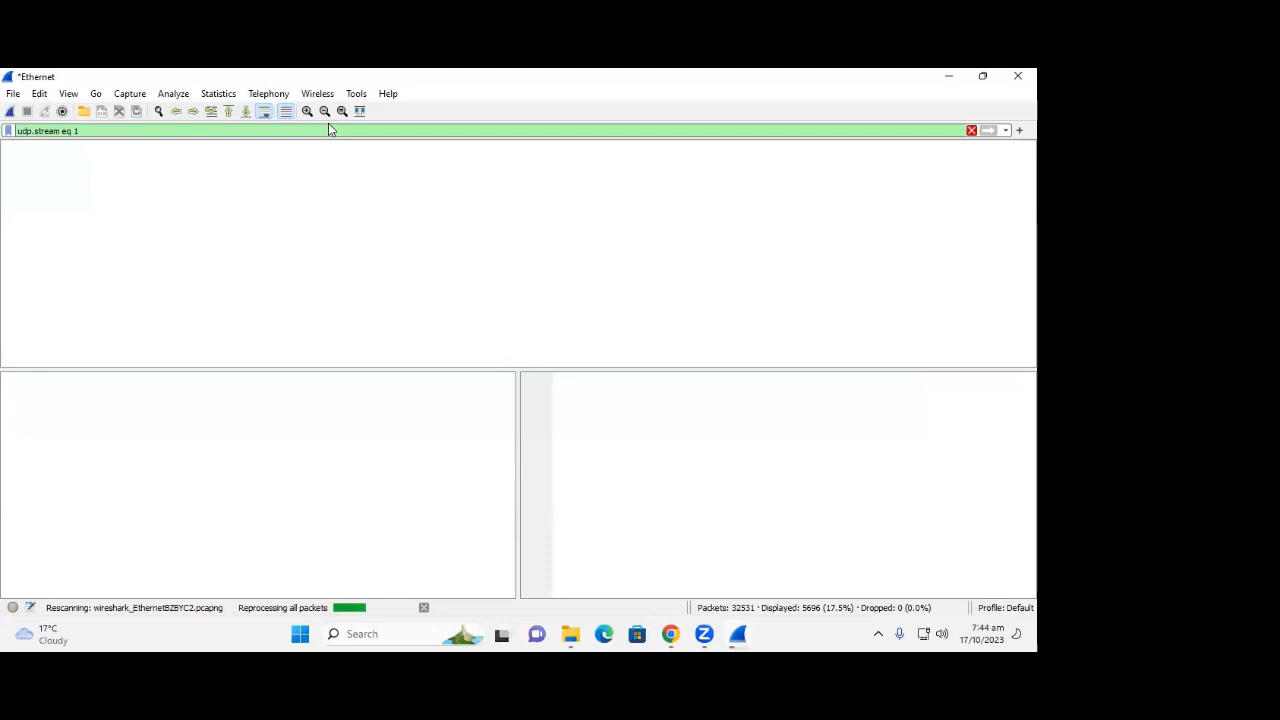 *Ethernet
File Edit View Go Capture Analyze Statistics Telephony Wireless Tools Help
udp.stream eq 1
Rescanning: wireshark_EthernetBZBYC2.pcapng Reprocessing all packets Packets: 32531 · Displayed: 5696 (17.5%) · Dropped: 0 (0.0%) Profile: Default
17°C
Cloudy
Search
7:44 am
17/10/2023